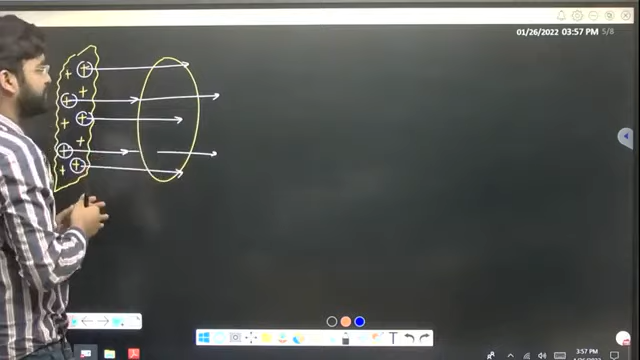 01/26/2022 03:57 PM 5/8
+ +
+ +
+ +
+
+ +
+ +
T
3:57 PM